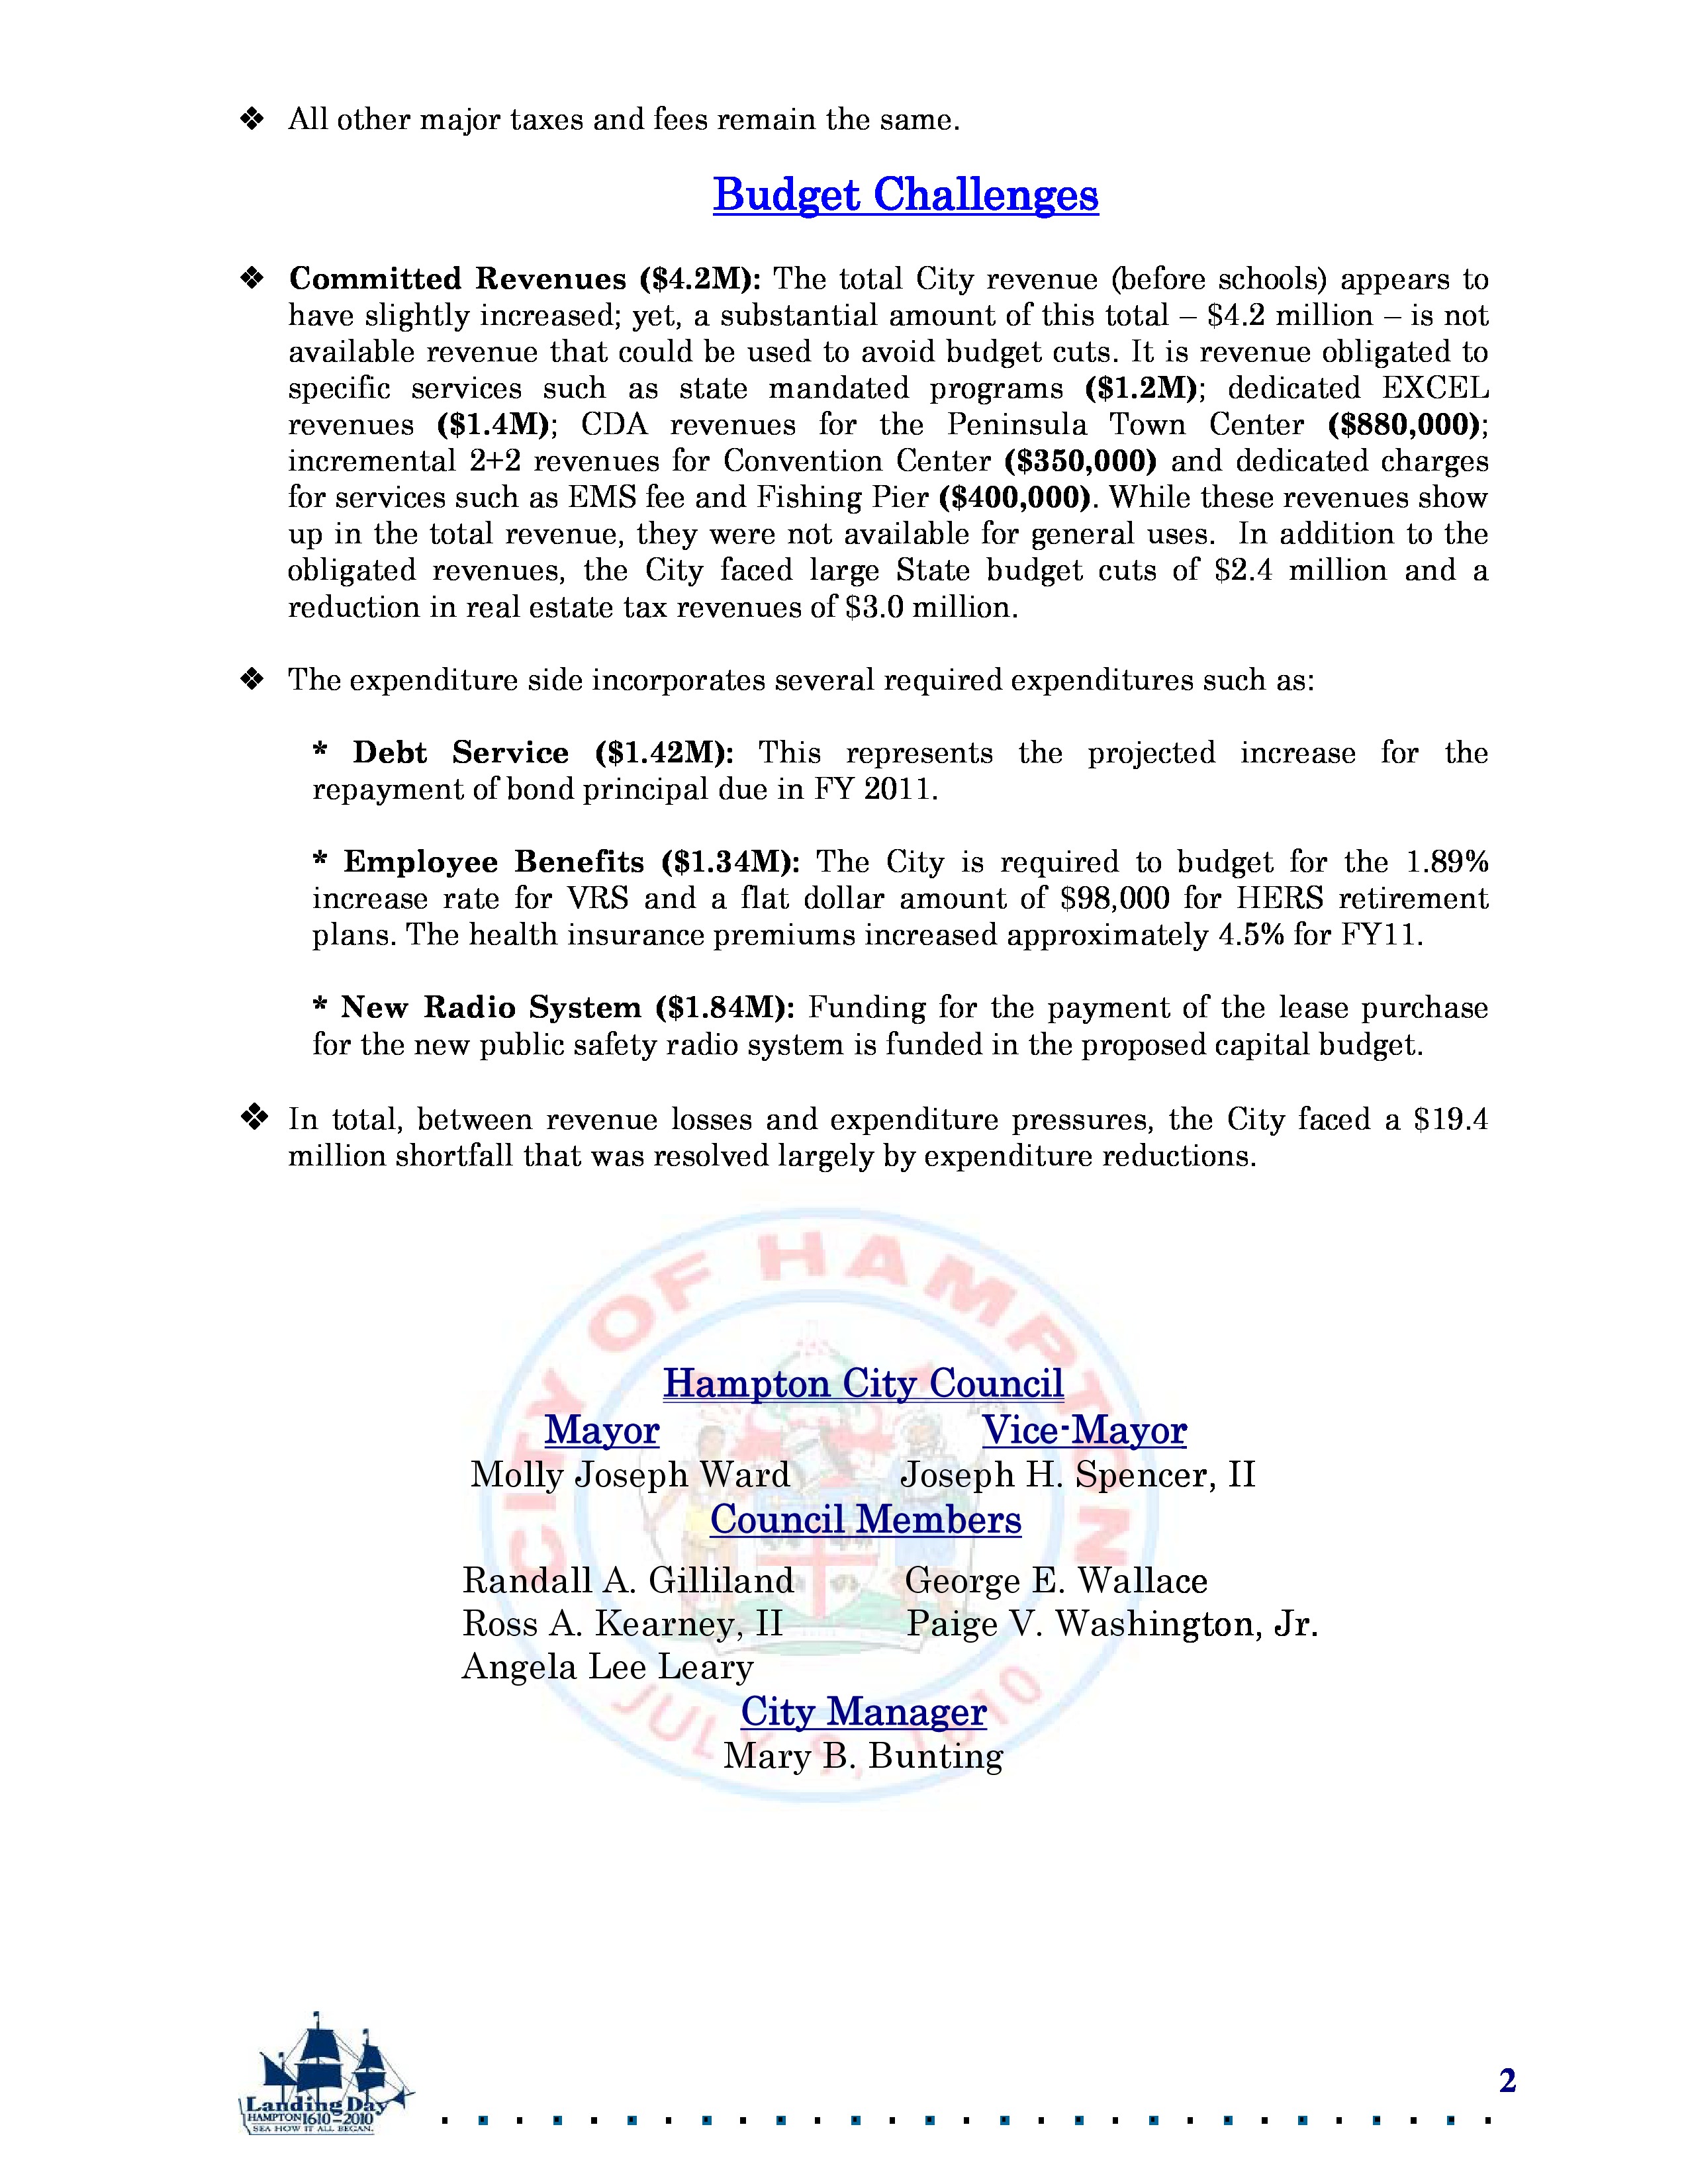 ❖ All other major taxes and fees remain the same.
Budget Challenges
❖ Committed Revenues ($4.2M): The total City revenue (before schools) appears to
have slightly increased; yet, a substantial amount of this total – $4.2 million – is not
available revenue that could be used to avoid budget cuts. It is revenue obligated to
specific services such as state mandated programs ($1.2M); dedicated EXCEL
revenues ($1.4M); CDA revenues for the Peninsula Town Center ($880,000);
incremental 2+2 revenues for Convention Center ($350,000) and dedicated charges
for services such as EMS fee and Fishing Pier ($400,000). While these revenues show
up in the total revenue, they were not available for general uses. In addition to the
obligated revenues, the City faced large State budget cuts of $2.4 million and a
reduction in real estate tax revenues of $3.0 million.
❖ The expenditure side incorporates several required expenditures such as:
* Debt Service ($1.42M): This represents the projected increase for the
repayment of bond principal due in FY 2011.
* Employee Benefits ($1.34M): The City is required to budget for the 1.89%
increase rate for VRS and a flat dollar amount of $98,000 for HERS retirement
plans. The health insurance premiums increased approximately 4.5% for FY11.
* New Radio System ($1.84M): Funding for the payment of the lease purchase
for the new public safety radio system is funded in the proposed capital budget.
❖ In total, between revenue losses and expenditure pressures, the City faced a $19.4
million shortfall that was resolved largely by expenditure reductions.
CITY OF HAMPTON
Hampton City Council
Mayor Vice-Mayor
Molly Joseph Ward Joseph H. Spencer, II
Council Members
Randall A. Gilliland George E. Wallace
Ross A. Kearney, II Paige V. Washington, Jr.
Angela Lee Leary
City Manager
Mary B. Bunting
JULY 9, 1610
2
Landing Day
HAMPTON 1610–2010
SEA HOW IT ALL BEGAN.